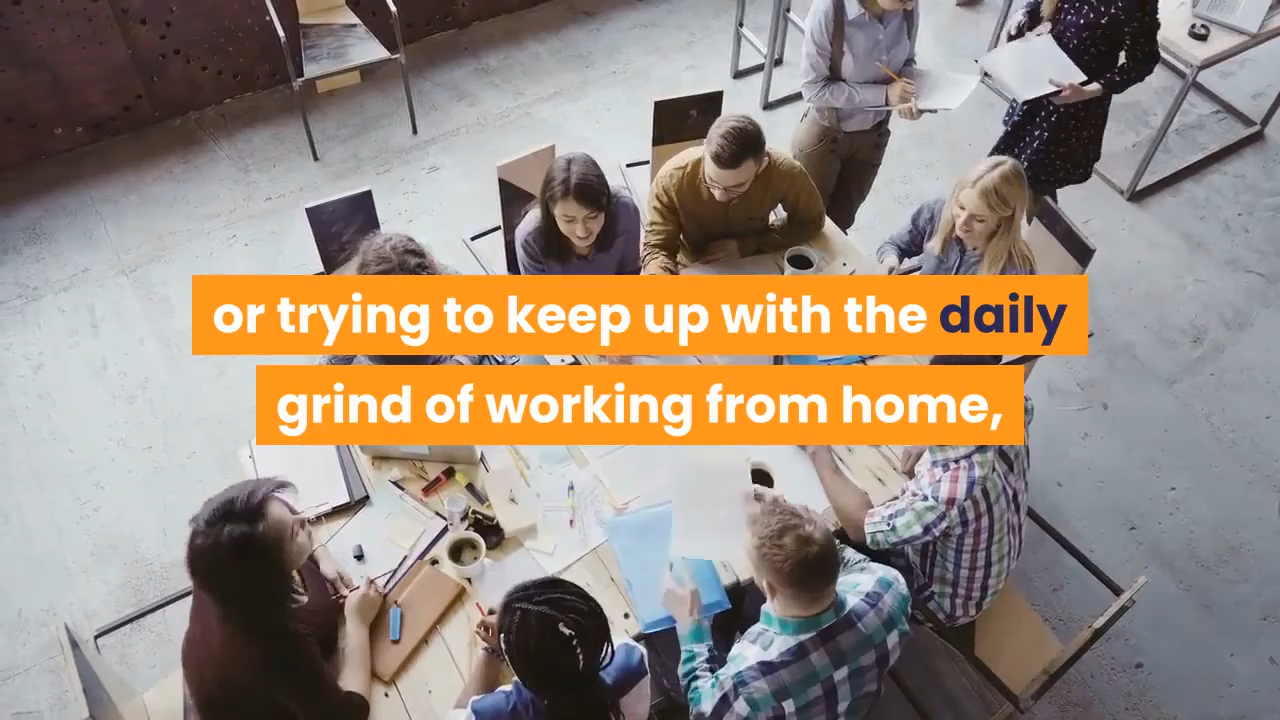 or trying to keep up with the daily
grind of working from home,